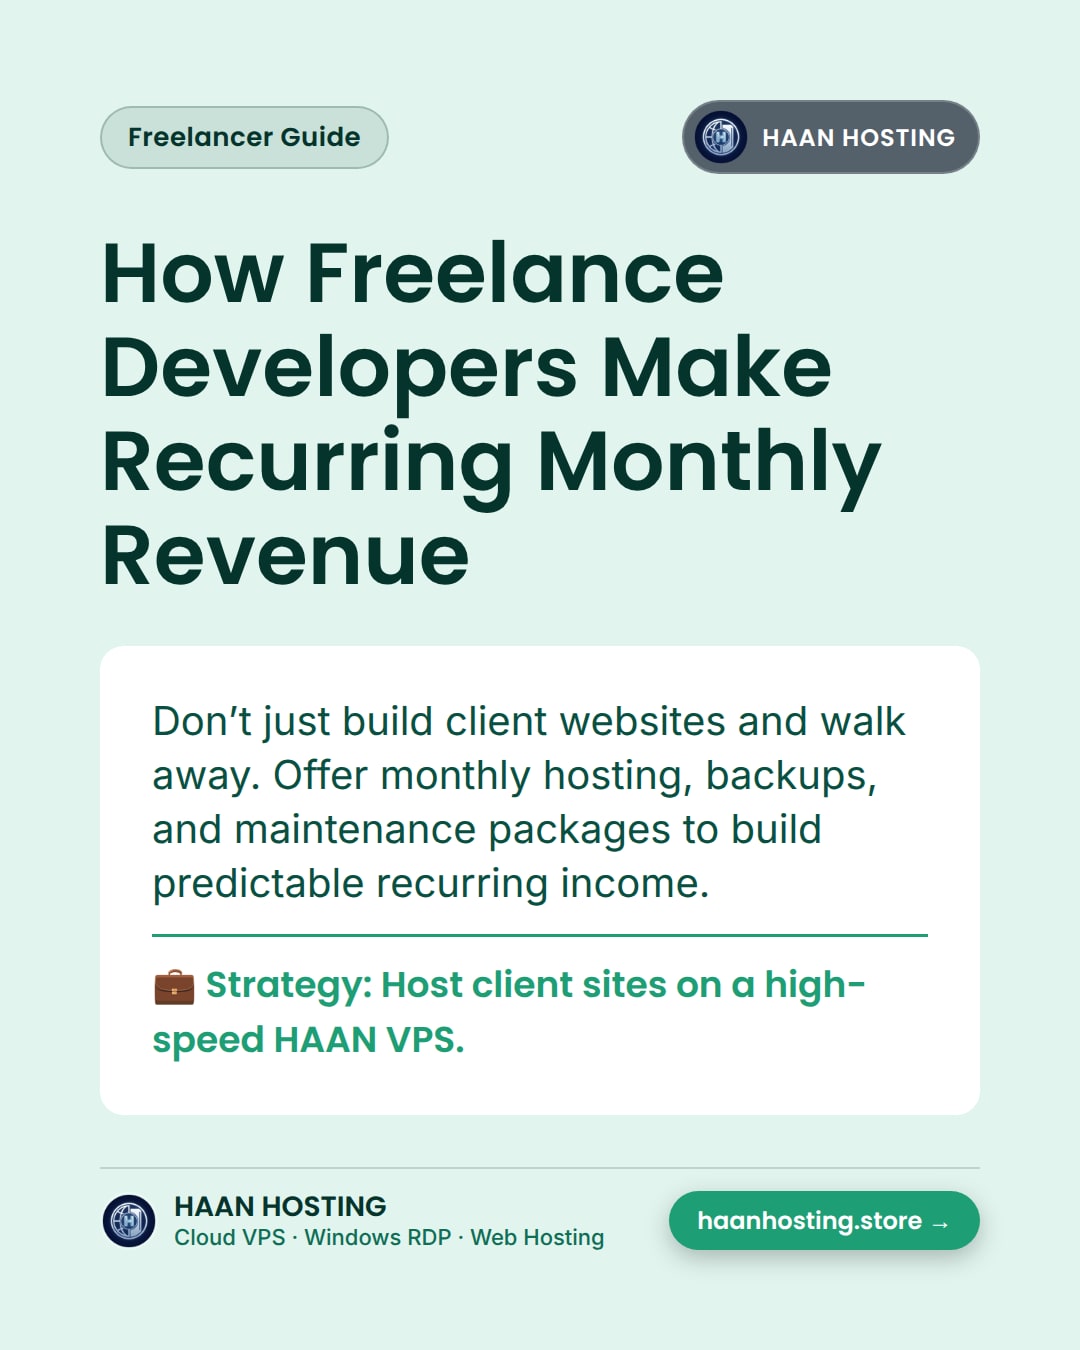 Freelancer Guide
HAAN HOSTING
How Freelance
Developers Make
Recurring Monthly
Revenue
Don’t just build client websites and walk
away. Offer monthly hosting, backups,
and maintenance packages to build
predictable recurring income.
💼 Strategy: Host client sites on a high-
speed HAAN VPS.
HAAN HOSTING
Cloud VPS · Windows RDP · Web Hosting
haanhosting.store →